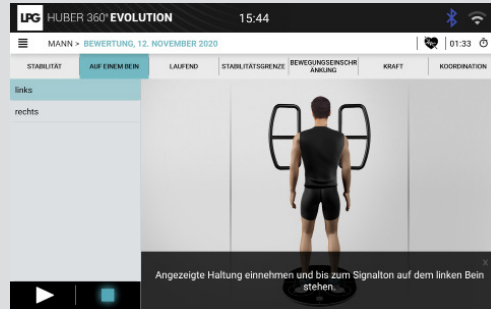 LPG HUBER 360° EVOLUTION 15:44
MANN > BEWERTUNG, 12. NOVEMBER 2020 01:33
STABILITÄT AUF EINEM BEIN LAUFEND STABILITÄTSGRENZE BEWEGUNGSEINSCHR KRAFT KOORDINATION
ÄNKUNG
links
rechts
X
Angezeigte Haltung einnehmen und bis zum Signalton auf dem linken Bein
stehen.